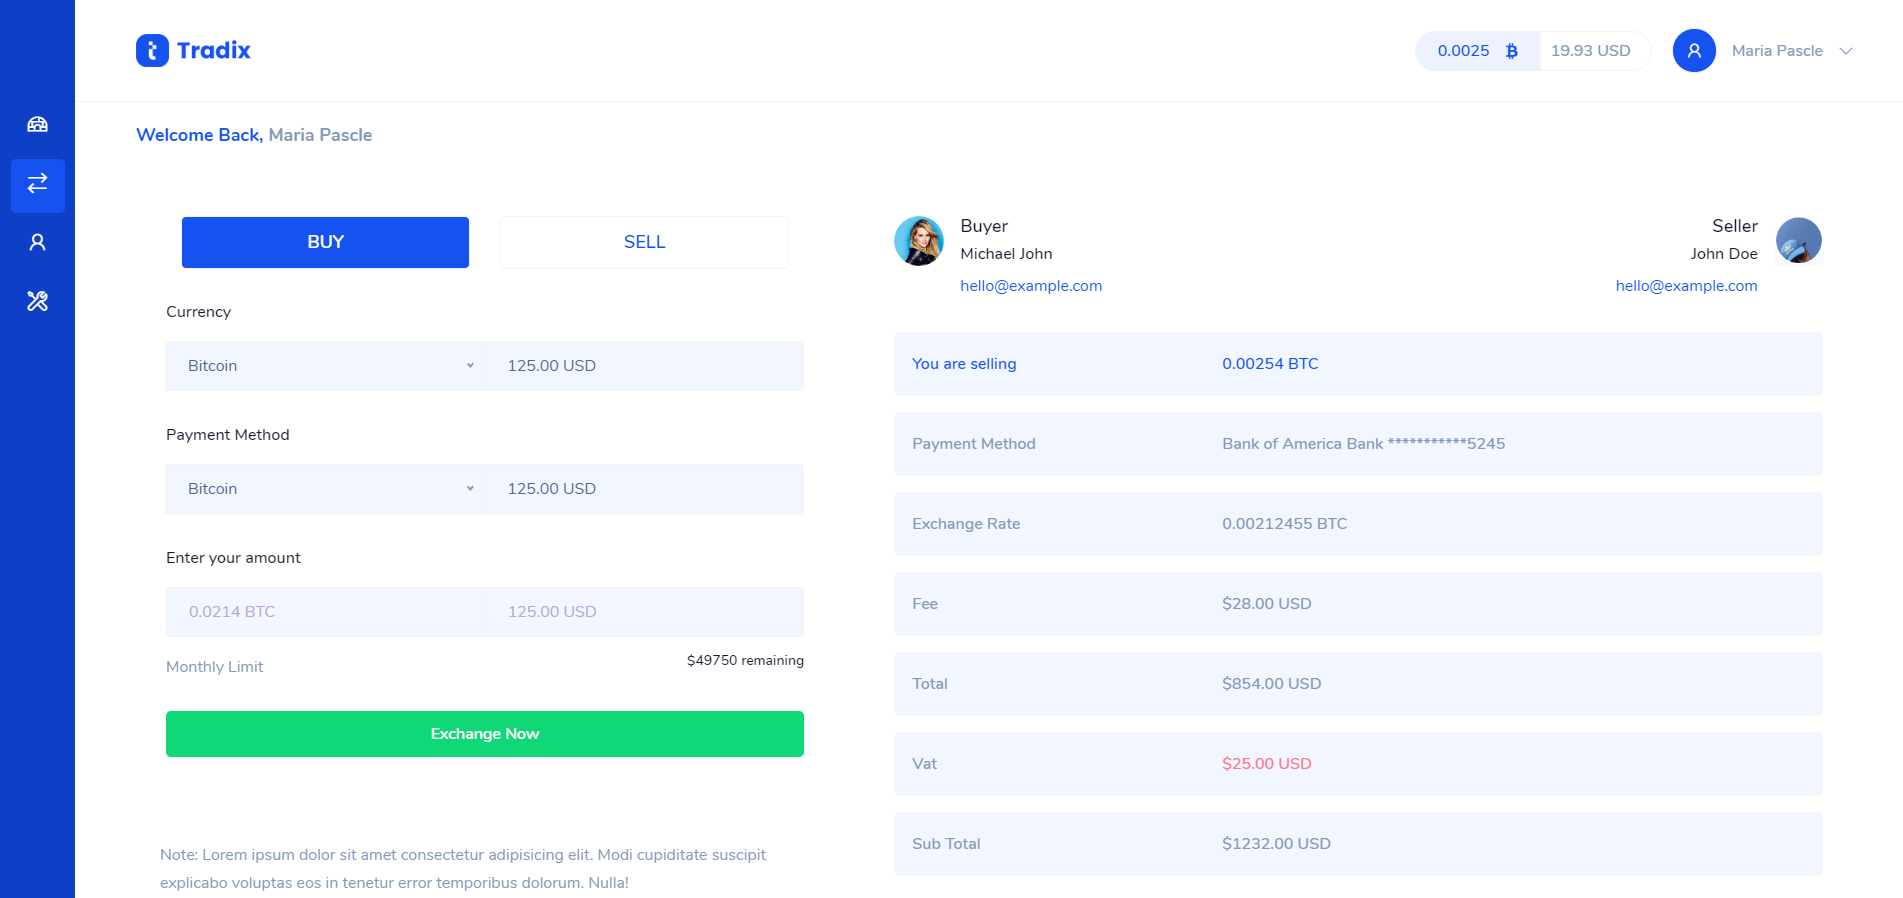 Tradix
0.0025 19.93 USD
Maria Pascle
Welcome Back, Maria Pascle
BUY
SELL
Currency
Bitcoin
125.00 USD
Payment Method
Bitcoin
125.00 USD
Enter your amount
0.0214 BTC
125.00 USD
Monthly Limit
$49750 remaining
Exchange Now
Note: Lorem ipsum dolor sit amet consectetur adipisicing elit. Modi cupiditate suscipit
explicabo voluptas eos in tenetur error temporibus dolorum. Nulla!
Buyer
Michael John
hello@example.com
Seller
John Doe
hello@example.com
You are selling 0.00254 BTC
Payment Method Bank of America Bank ***********5245
Exchange Rate 0.00212455 BTC
Fee $28.00 USD
Total $854.00 USD
Vat $25.00 USD
Sub Total $1232.00 USD